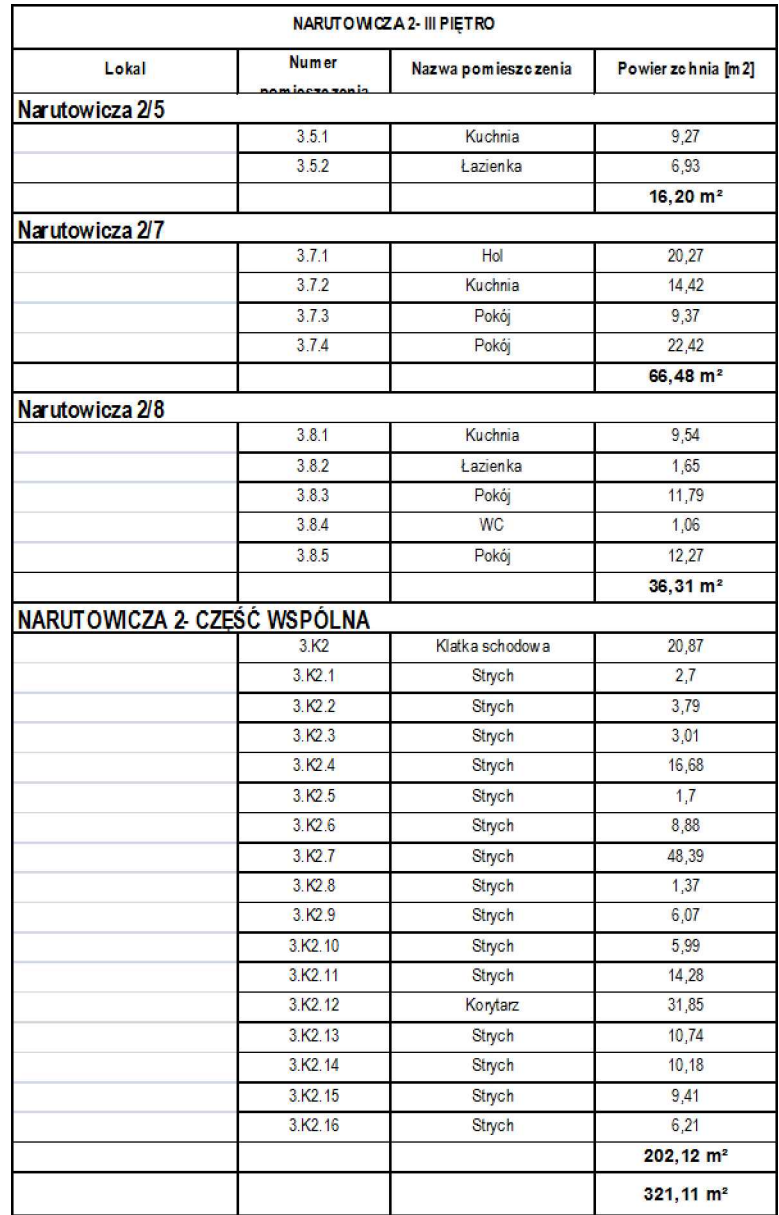 NARUTOWICZA 2- III PIĘTRO
Lokal Numer pomieszczenia Nazwa pomieszczenia Powierzchnia [m2]
Narutowicza 2/5
3.5.1 Kuchnia 9,27
3.5.2 Łazienka 6,93
16,20 m²
Narutowicza 2/7
3.7.1 Hol 20,27
3.7.2 Kuchnia 14,42
3.7.3 Pokój 9,37
3.7.4 Pokój 22,42
66,48 m²
Narutowicza 2/8
3.8.1 Kuchnia 9,54
3.8.2 Łazienka 1,65
3.8.3 Pokój 11,79
3.8.4 WC 1,06
3.8.5 Pokój 12,27
36,31 m²
NARUTOWICZA 2- CZĘŚĆ WSPÓLNA
3.K2 Klatka schodowa 20,87
3.K2.1 Strych 2,7
3.K2.2 Strych 3,79
3.K2.3 Strych 3,01
3.K2.4 Strych 16,68
3.K2.5 Strych 1,7
3.K2.6 Strych 8,88
3.K2.7 Strych 48,39
3.K2.8 Strych 1,37
3.K2.9 Strych 6,07
3.K2.10 Strych 5,99
3.K2.11 Strych 14,28
3.K2.12 Korytarz 31,85
3.K2.13 Strych 10,74
3.K2.14 Strych 10,18
3.K2.15 Strych 9,41
3.K2.16 Strych 6,21
202,12 m²
321,11 m²